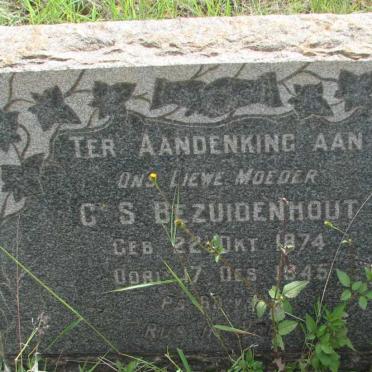 TER AANDENKING AAN
ONS LIEWE MOEDER
C S BEZUIDENHOUT
GEB 22 OKT 1874
OORL 17 DES 1945